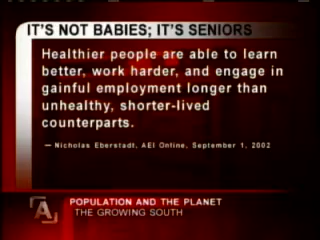 IT'S NOT BABIES; IT'S SENIORS
Healthier people are able to learn
better, work harder, and engage in
gainful employment longer than
unhealthy, shorter-lived
counterparts.
— Nicholas Eberstadt, AEI Online, September 1, 2002
A
POPULATION AND THE PLANET
THE GROWING SOUTH